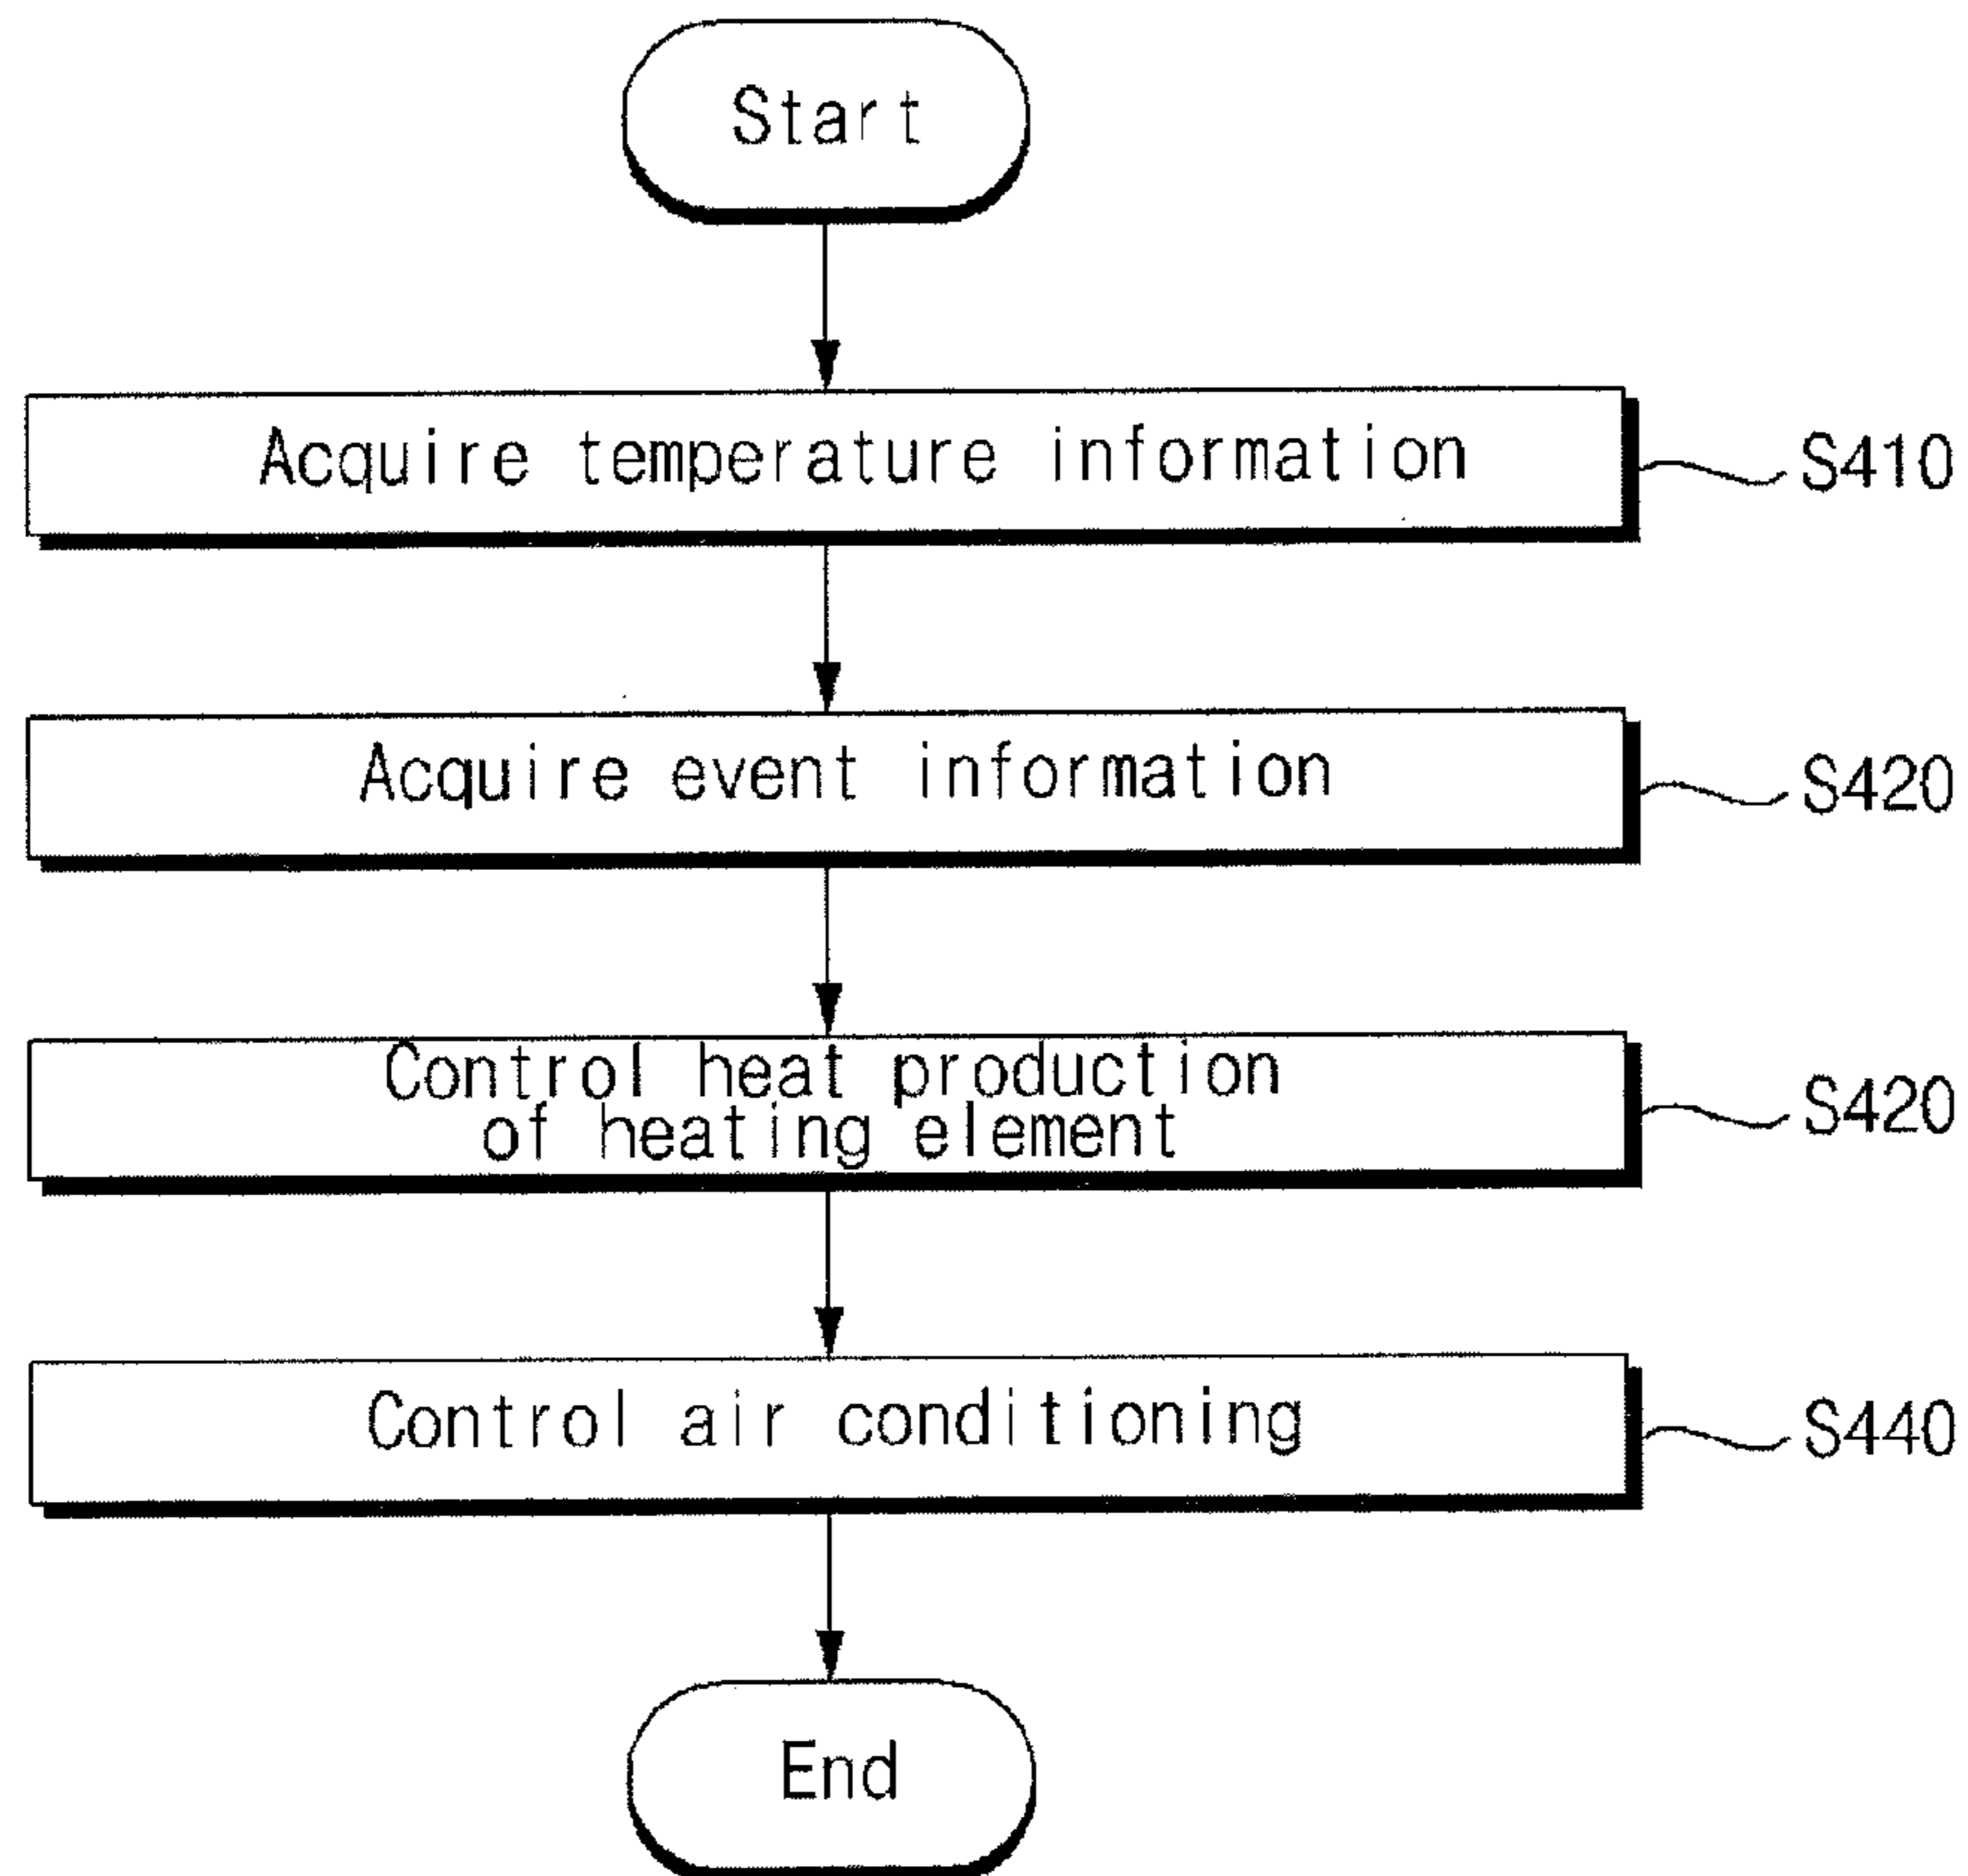 Start
Acquire temperature information
S410
Acquire event information
S420
Control heat production
of heating element
S420
Control air conditioning
S440
End